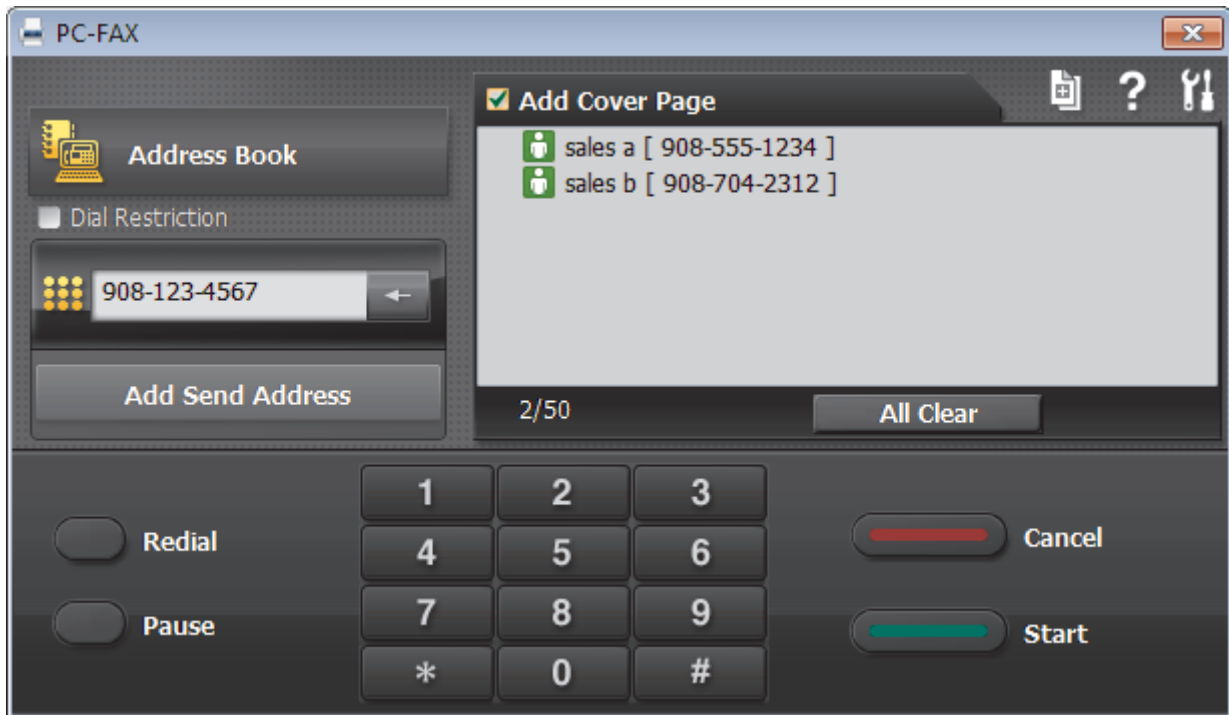 PC-FAX
Address Book
Dial Restriction
908-123-4567
Add Send Address
Add Cover Page
?
sales a [ 908-555-1234 ]
sales b [ 908-704-2312 ]
2/50
All Clear
Redial
Pause
1 2 3
4 5 6
7 8 9
* 0 #
Cancel
Start